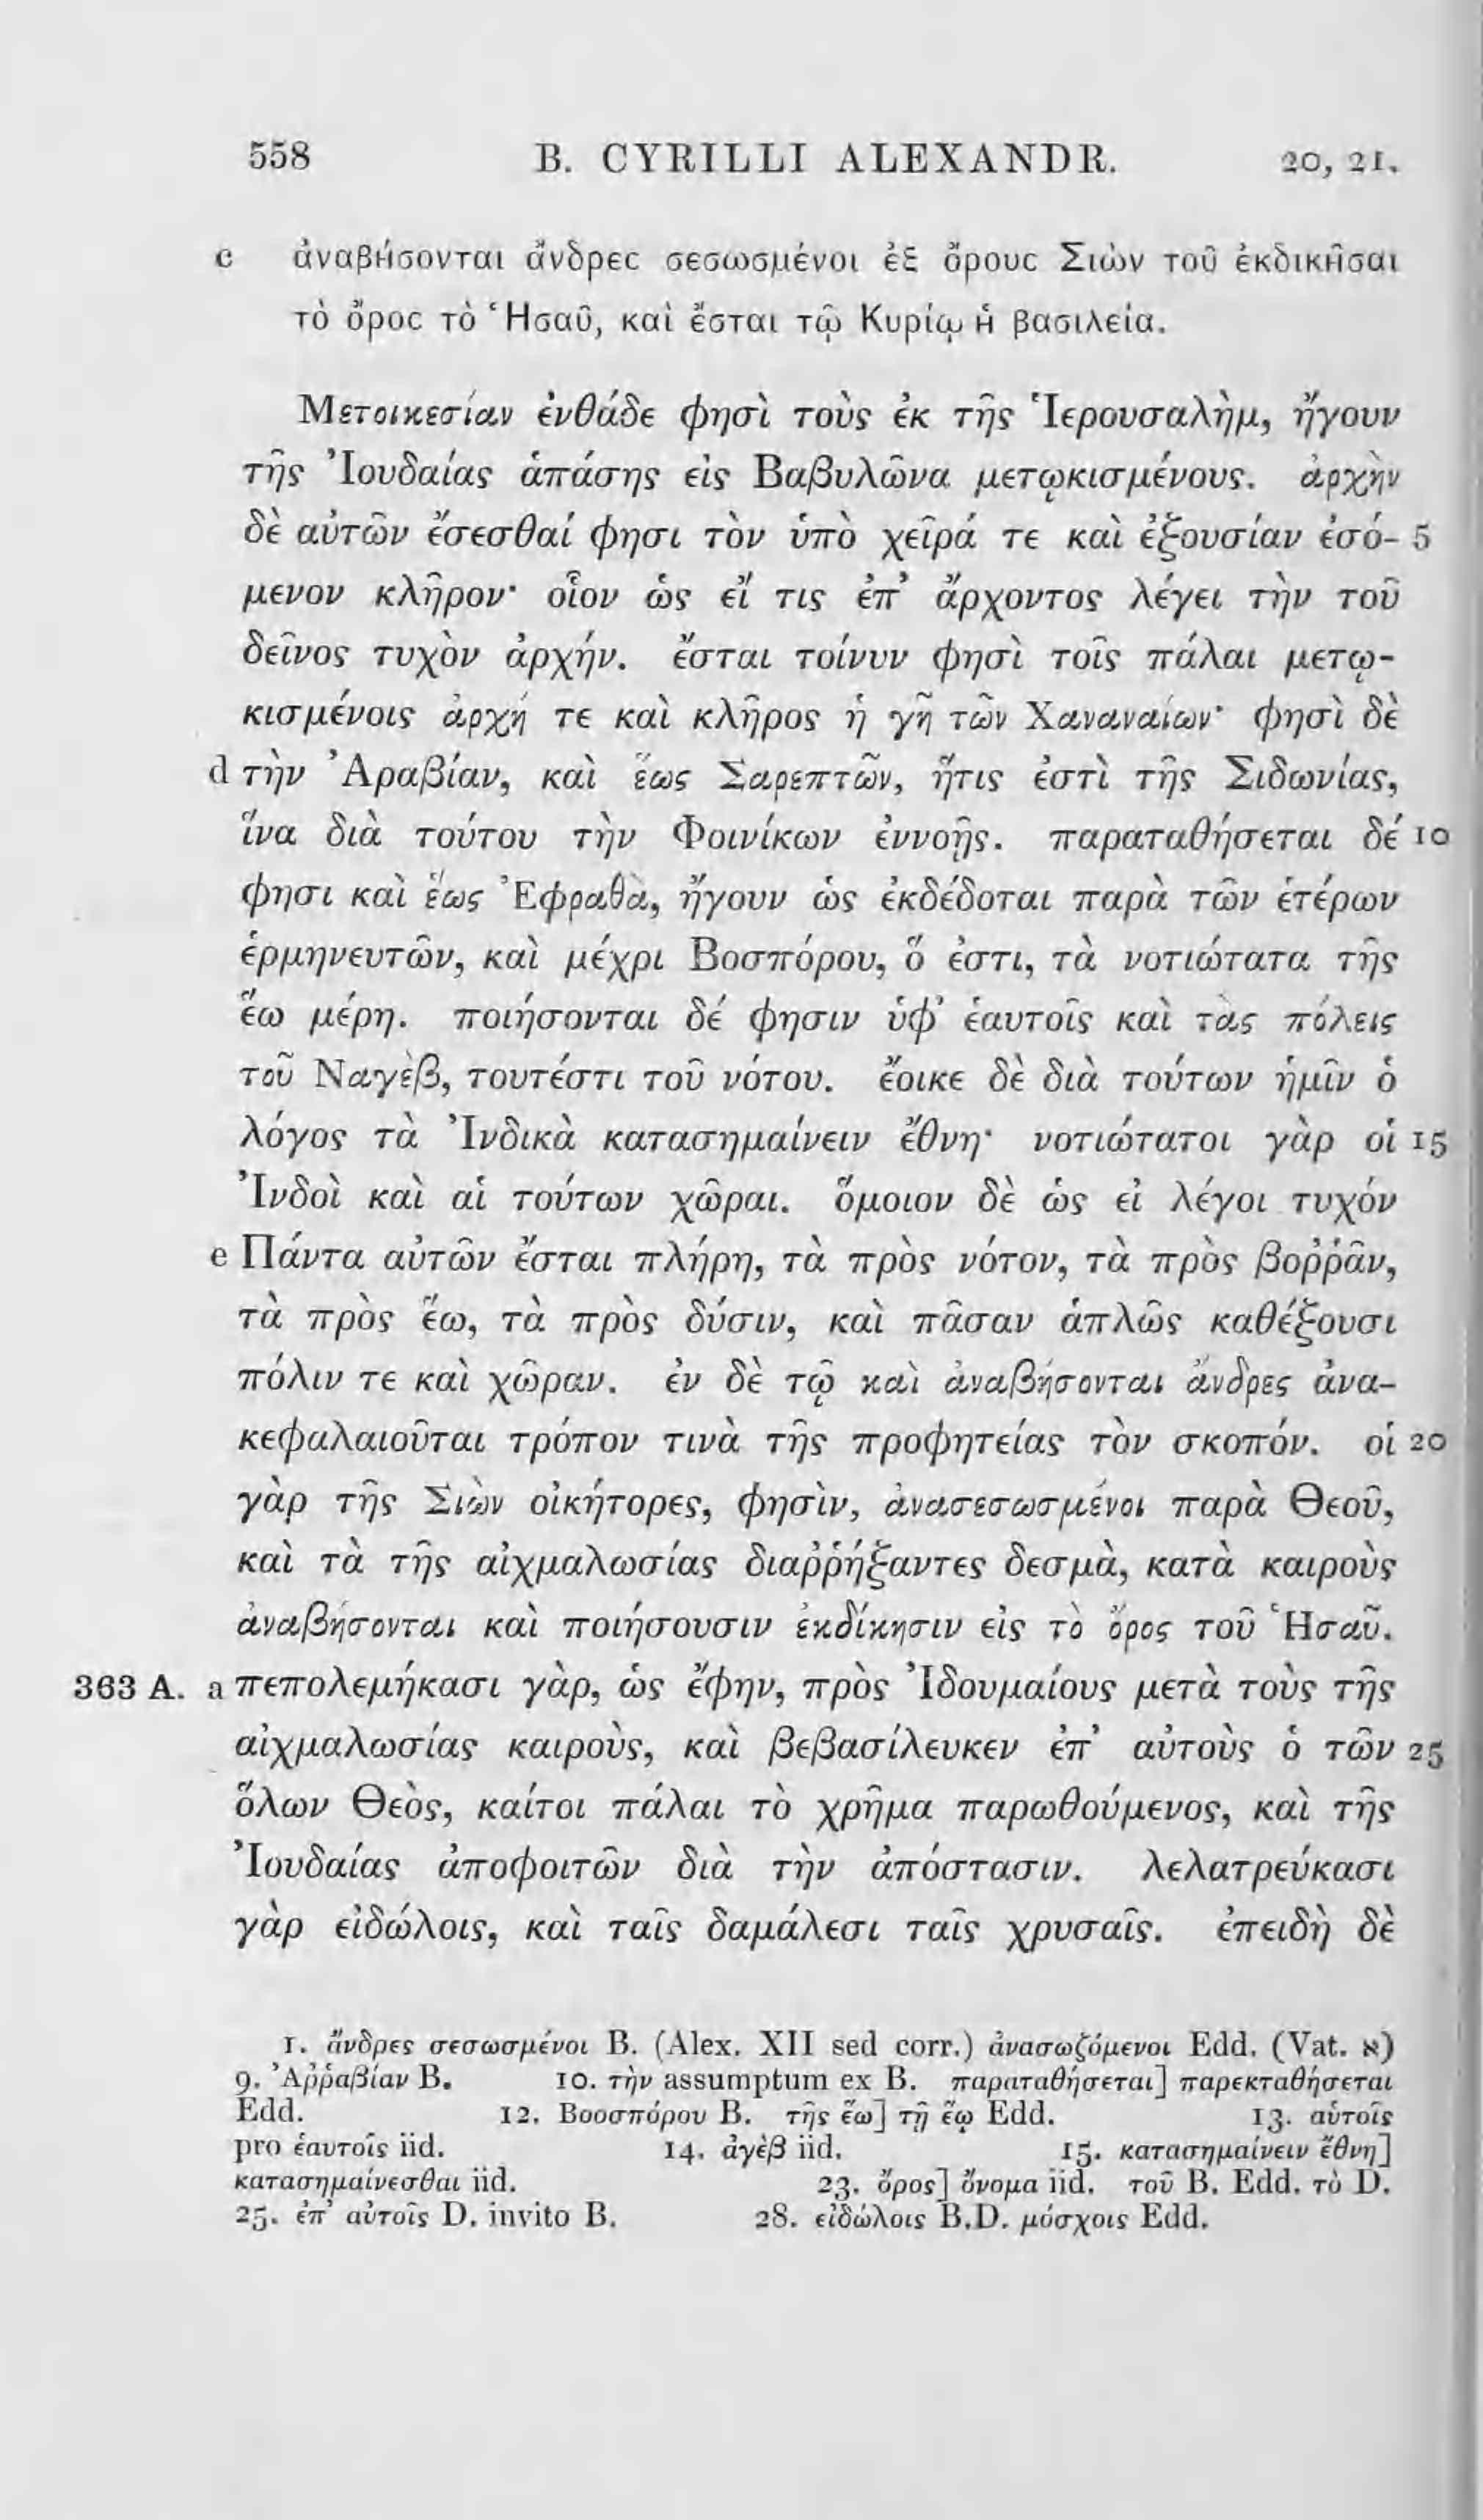 558 B. CYRILLI ALEXANDR. 20, 21.
c ἀναβήσονται ἄνδρες σεσωσμένοι ἐξ ὄρους Σιὼν τοῦ ἐκδικῆσαι
τὸ ὄρος τὸ Ἡσαῦ, καὶ ἔσται τῷ Κυρίῳ ἡ βασιλεία.
Μετοικεσίαν ἐνθάδε φησὶ τοὺς ἐκ τῆς Ἱερουσαλὴμ, ἤγουν
τῆς Ἰουδαίας ἁπάσης εἰς Βαβυλῶνα μετῳκισμένους. ἀρχὴν
δὲ αὐτῶν ἔσεσθαί φησι τὸν ὑπὸ χεῖρά τε καὶ ἐξουσίαν ἐσό- 5
μενον κλῆρον· οἷον ὡς εἴ τις ἐπ’ ἄρχοντος λέγει τὴν τοῦ
δεῖνος τυχὸν ἀρχήν. ἔσται τοίνυν φησὶ τοῖς πάλαι μετῳ-
κισμένοις ἀρχή τε καὶ κλῆρος ἡ γῆ τῶν Χαναναίων· φησὶ δὲ
d τὴν Ἀραβίαν, καὶ ἕως Σαρεπτῶν, ἥτις ἐστὶ τῆς Σιδωνίας,
ἵνα διὰ τούτου τὴν Φοινίκων ἐννοῇς. παραταθήσεται δέ 10
φησι καὶ ἕως Ἐφραθὰ, ἤγουν ὡς ἐκδέδοται παρὰ τῶν ἑτέρων
ἑρμηνευτῶν, καὶ μέχρι Βοσπόρου, ὅ ἐστι, τὰ νοτιώτατα τῆς
ἕω μέρη. ποιήσονται δέ φησιν ὑφ’ ἑαυτοῖς καὶ τὰς πόλεις
τοῦ Ναγὲβ, τουτέστι τοῦ νότου. ἔοικε δὲ διὰ τούτων ἡμῖν ὁ
λόγος τὰ Ἰνδικὰ κατασημαίνειν ἔθνη· νοτιώτατοι γὰρ οἱ 15
Ἰνδοὶ καὶ αἱ τούτων χῶραι. ὅμοιον δὲ ὡς εἰ λέγοι τυχόν
e Πάντα αὐτῶν ἔσται πλήρη, τὰ πρὸς νότον, τὰ πρὸς βοῤῥᾶν,
τὰ πρὸς ἕω, τὰ πρὸς δύσιν, καὶ πᾶσαν ἁπλῶς καθέξουσι
πόλιν τε καὶ χῶραν. ἐν δὲ τῷ καὶ ἀναβήσονται ἄνδρες ἀνα-
κεφαλαιοῦται τρόπον τινὰ τῆς προφητείας τὸν σκοπόν. οἱ 20
γὰρ τῆς Σιὼν οἰκήτορες, φησὶν, ἀνασεσωσμένοι παρὰ Θεοῦ,
καὶ τὰ τῆς αἰχμαλωσίας διαῤῥήξαντες δεσμὰ, κατὰ καιροὺς
ἀναβήσονται καὶ ποιήσουσιν ἐκδίκησιν εἰς τὸ ὄρος τοῦ Ἡσαῦ.
363 A. a πεπολεμήκασι γὰρ, ὡς ἔφην, πρὸς Ἰδουμαίους μετὰ τοὺς τῆς
αἰχμαλωσίας καιροὺς, καὶ βεβασίλευκεν ἐπ’ αὐτοὺς ὁ τῶν 25
ὅλων Θεὸς, καίτοι πάλαι τὸ χρῆμα παρωθούμενος, καὶ τῆς
Ἰουδαίας ἀποφοιτῶν διὰ τὴν ἀπόστασιν. λελατρεύκασι
γὰρ εἰδώλοις, καὶ ταῖς δαμάλεσι ταῖς χρυσαῖς. ἐπειδὴ δὲ
1. ἄνδρες σεσωσμένοι B. (Alex. XII sed corr.) ἀνασωζόμενοι Edd. (Vat. א)
9. Ἀῤῥαβίαν B. 10. τὴν assumptum ex B. παραταθήσεται] παρεκταθήσεται
Edd. 12. Βοοσπόρου B. τῆς ἕω] τῇ ἕῳ Edd. 13. αὑτοῖς
pro ἑαυτοῖς iid. 14. ἀγὲβ iid. 15. κατασημαίνειν ἔθνη]
κατασημαίνεσθαι iid. 23. ὄρος] ὄνομα iid. τοῦ B. Edd. τὸ D.
25. ἐπ’ αὐτοῖς D. invito B. 28. εἰδώλοις B.D. μόσχοις Edd.